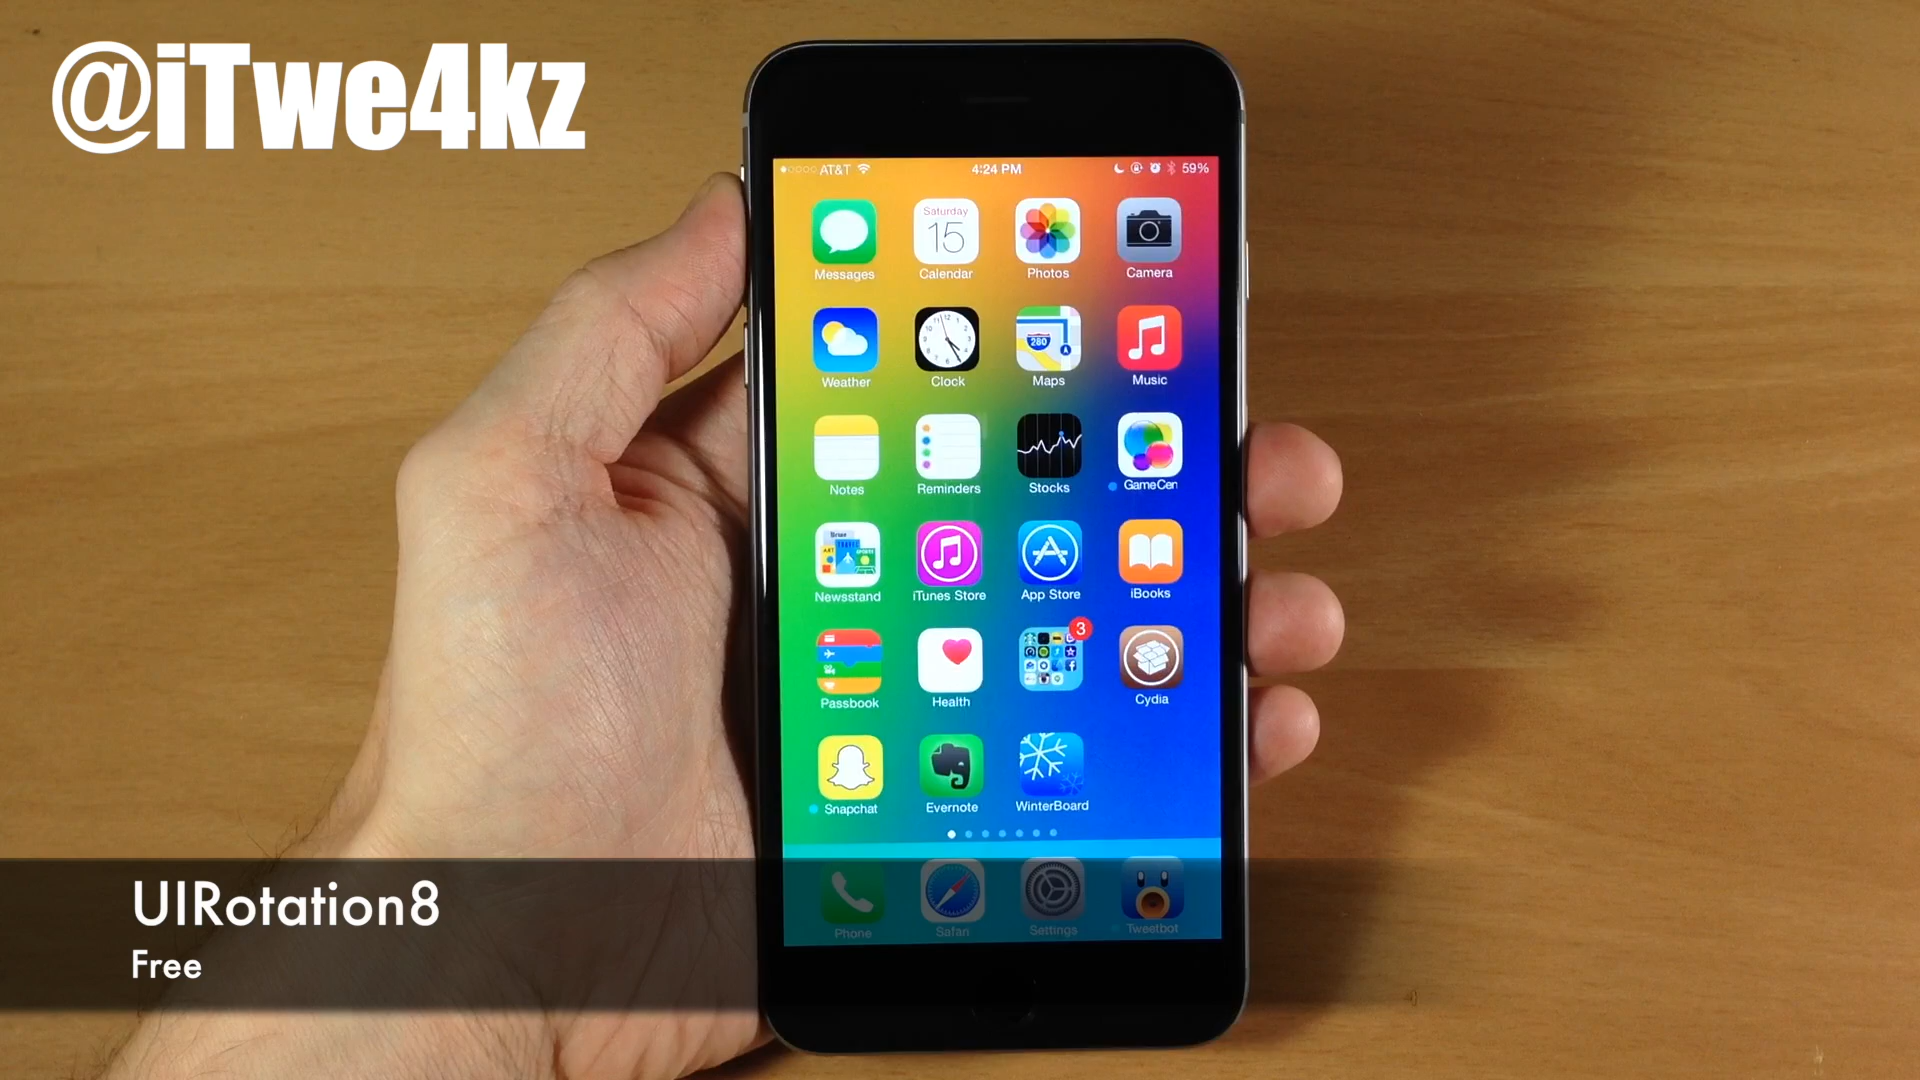 @iTwe4kz
AT&T 4:24 PM 59%
Saturday
15
Messages Calendar Photos Camera
12
280
A
Weather Clock Maps Music
Notes Reminders Stocks GameCen
Newsstand iTunes Store App Store iBooks
3
Passbook Health Cydia
Snapchat Evernote WinterBoard
Phone Safari Settings Tweetbot
UIRotation8
Free